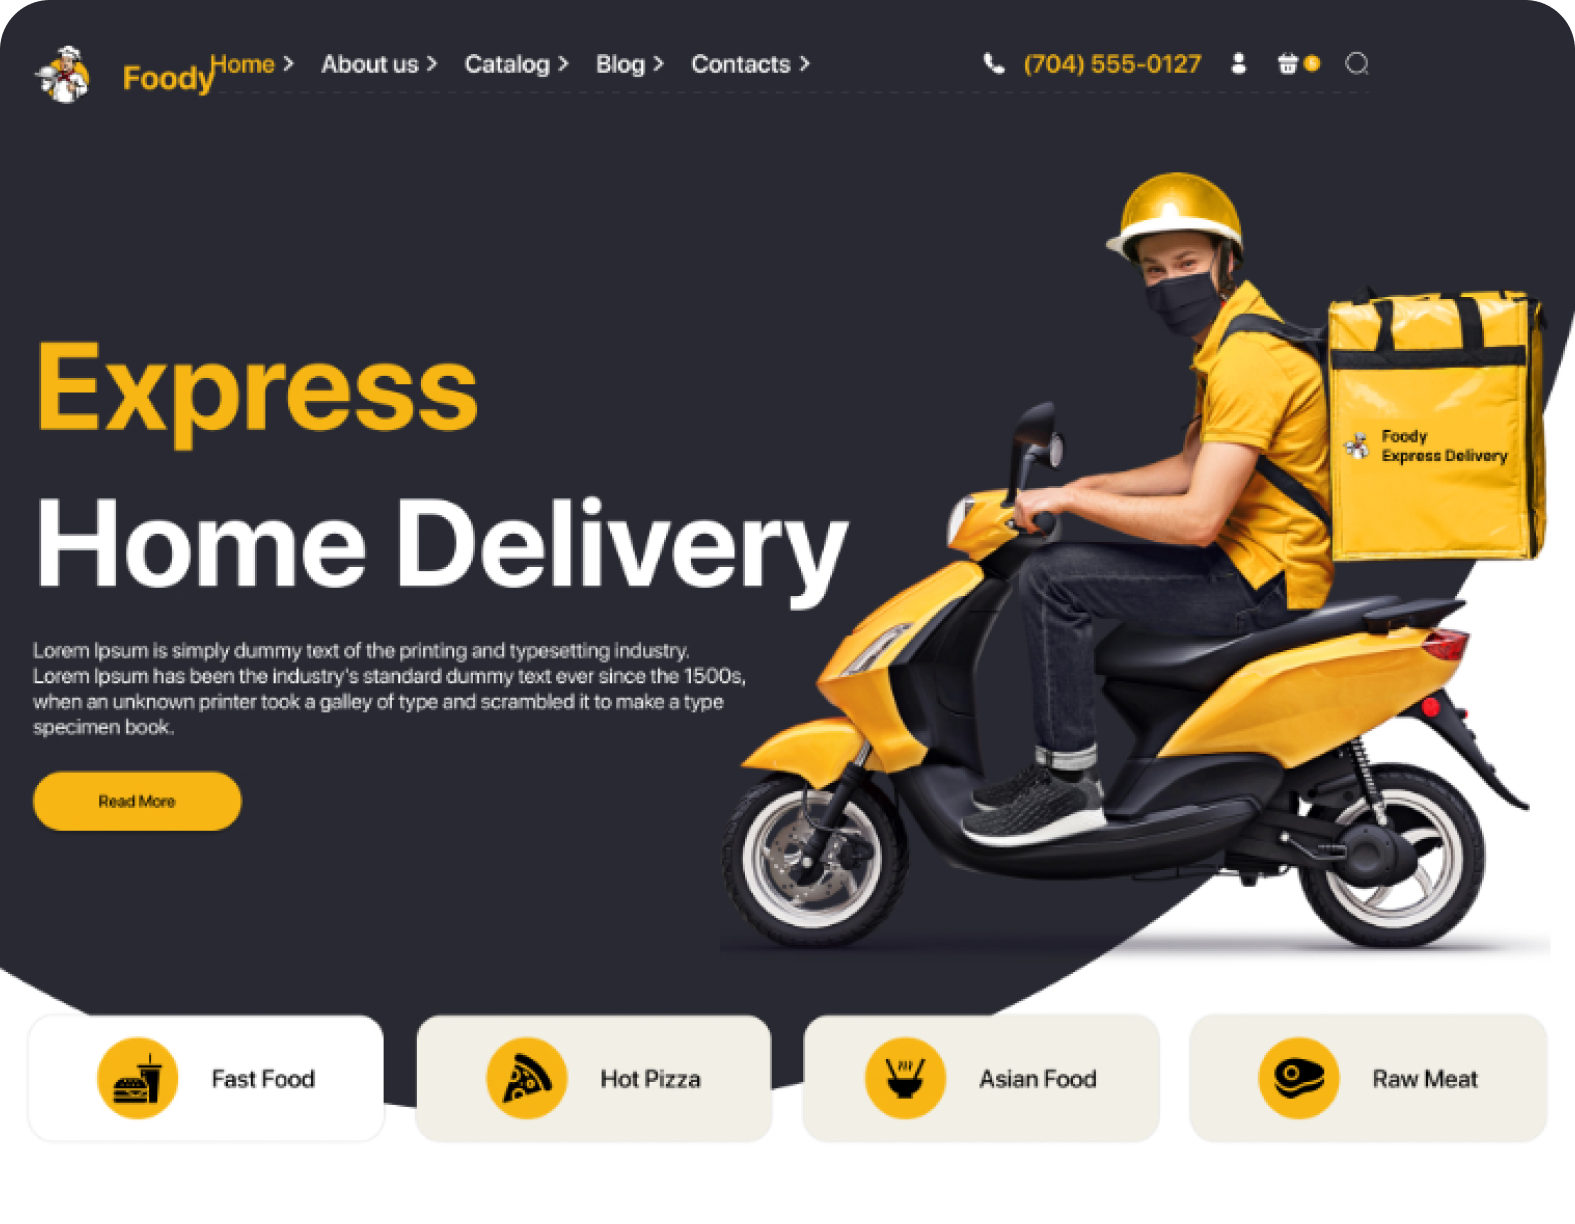 Foody
Home
About us
Catalog
Blog
Contacts
(704) 555-0127
Express
Home Delivery
Foody
Express Delivery
Lorem Ipsum is simply dummy text of the printing and typesetting industry.
Lorem Ipsum has been the industry's standard dummy text ever since the 1500s,
when an unknown printer took a galley of type and scrambled it to make a type
specimen book.
Read More
Fast Food
Hot Pizza
Asian Food
Raw Meat